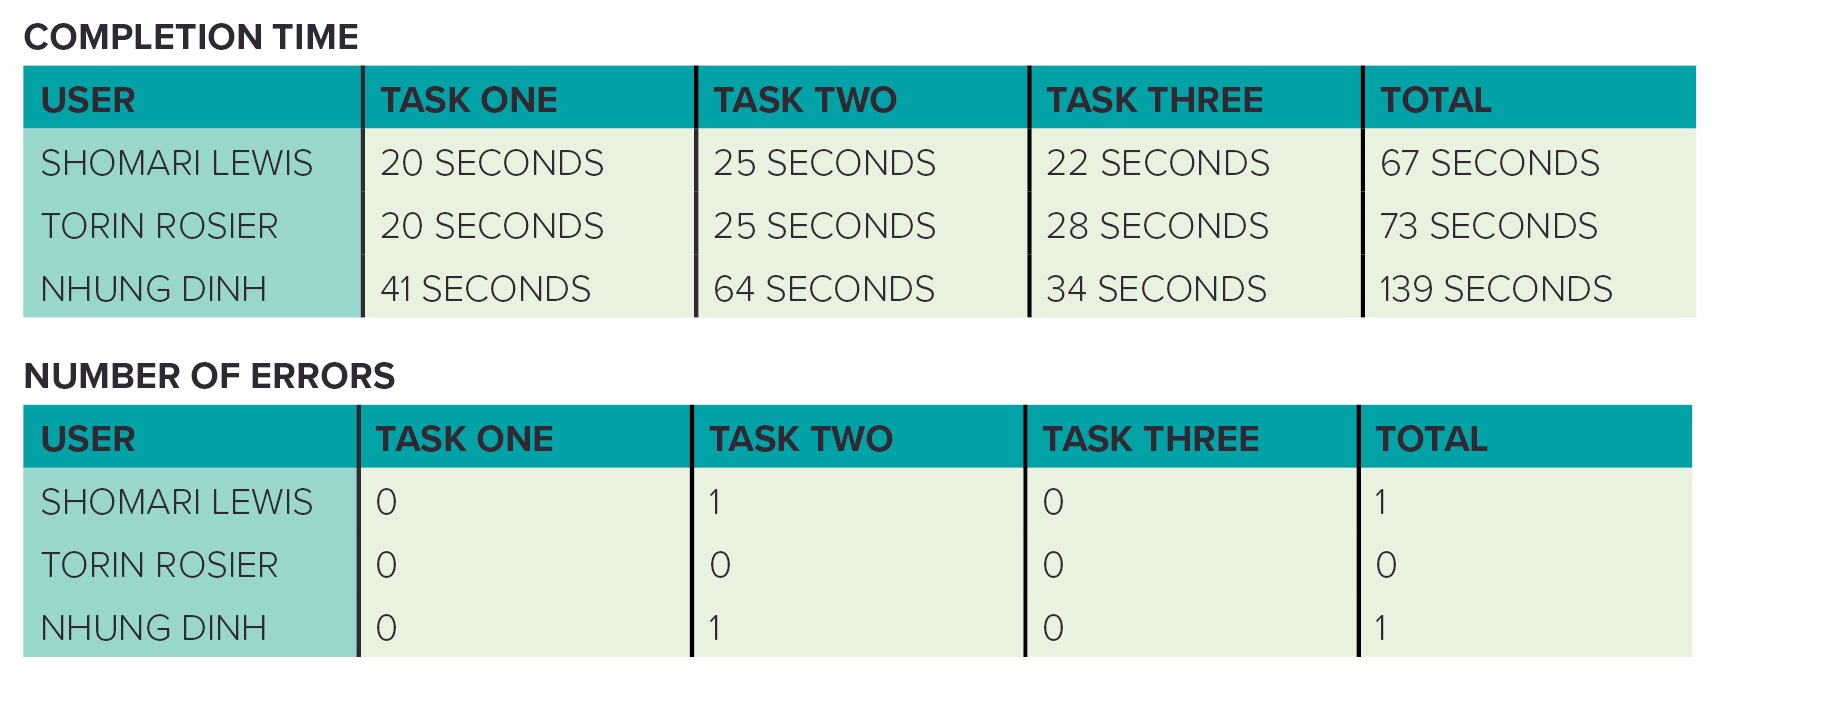 COMPLETION TIME
USER TASK ONE TASK TWO TASK THREE TOTAL
SHOMARI LEWIS 20 SECONDS 25 SECONDS 22 SECONDS 67 SECONDS
TORIN ROSIER 20 SECONDS 25 SECONDS 28 SECONDS 73 SECONDS
NHUNG DINH 41 SECONDS 64 SECONDS 34 SECONDS 139 SECONDS
NUMBER OF ERRORS
USER TASK ONE TASK TWO TASK THREE TOTAL
SHOMARI LEWIS 0 1 0 1
TORIN ROSIER 0 0 0 0
NHUNG DINH 0 1 0 1